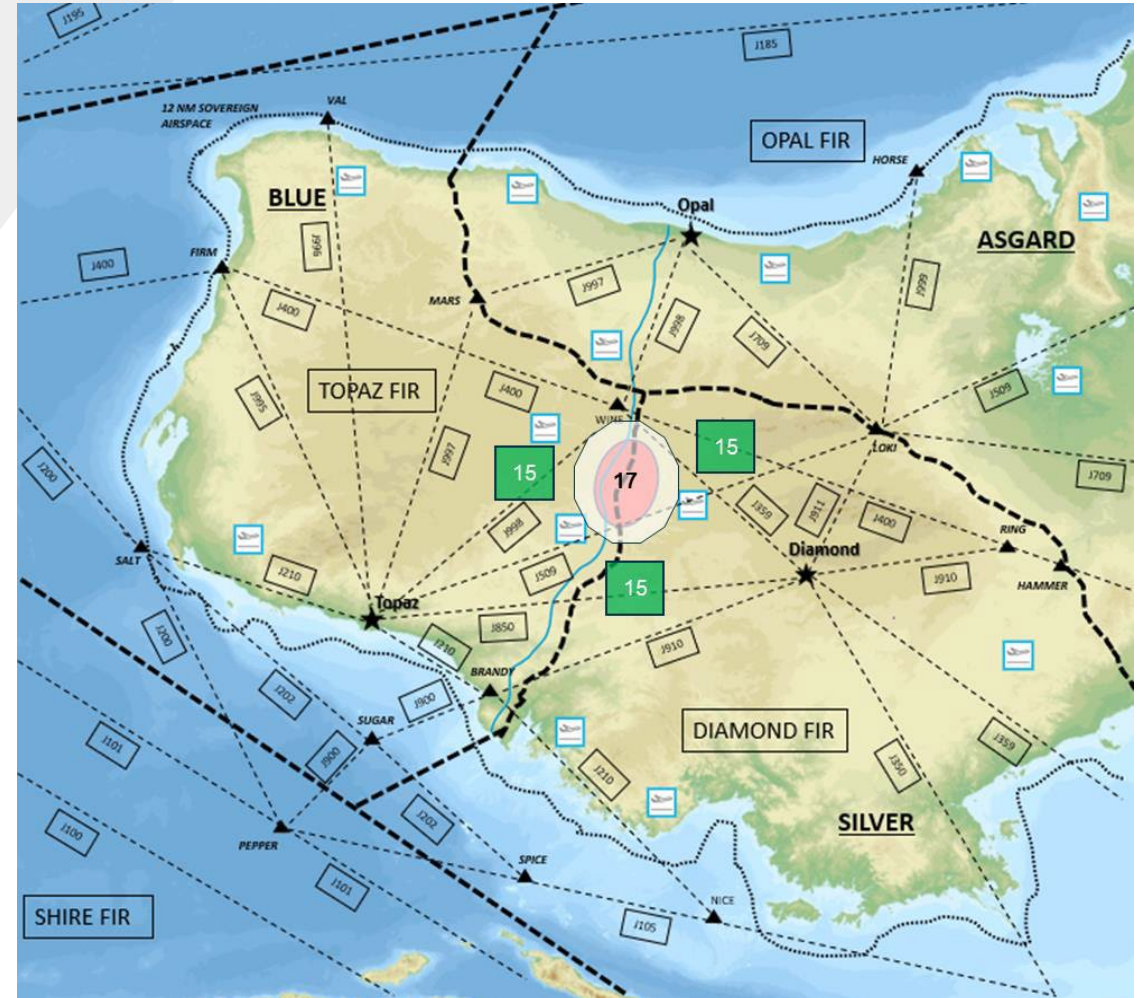 J195
J185
12 NM SOVEREIGN
AIRSPACE
VAL
OPAL FIR
HORSE
BLUE
Opal
ASGARD
J996
FIRM
J400
J999
J997
MARS
J400
J998
J709
TOPAZ FIR
J400
J509
J995
WINE
LOKI
J997
15
15
17
J200
J709
J998
J359
J911
J400
RING
SALT
Diamond
J210
J509
J910
HAMMER
15
Topaz
J200
J850
J210
J910
BRANDY
J202
J900
SUGAR
DIAMOND FIR
J101
J900
J359
J210
J350
J202
SILVER
J100
PEPPER
SPICE
J101
NICE
SHIRE FIR
J105